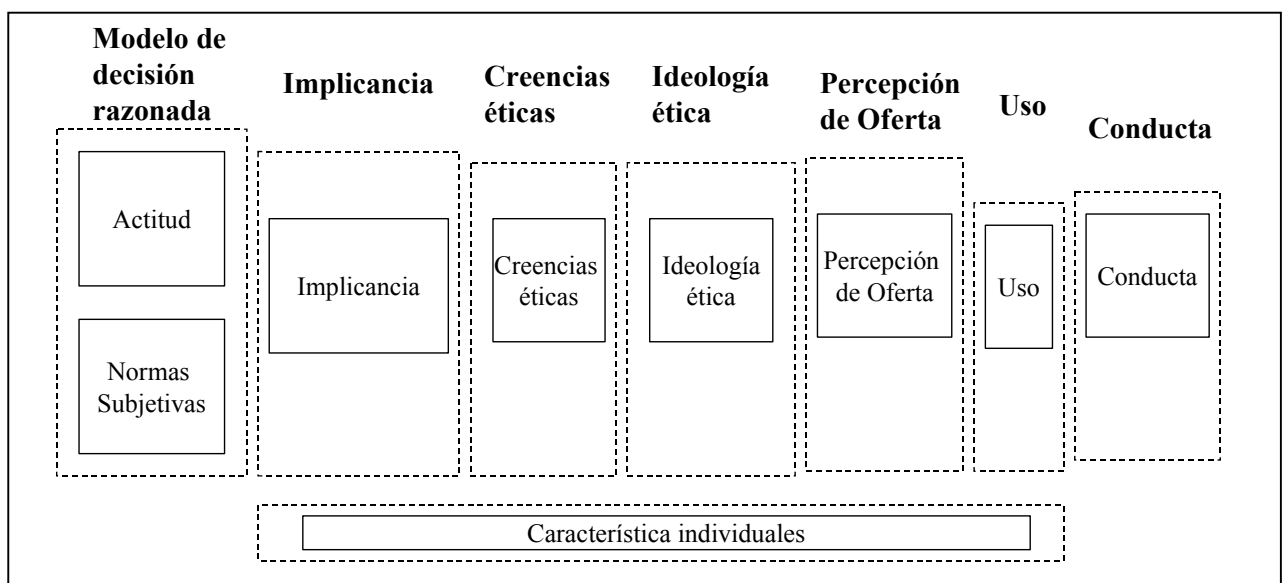 Modelo de
decisión
razonada
Implicancia
Creencias
éticas
Ideología
ética
Percepción
de Oferta
Uso
Conducta
Actitud
Normas
Subjetivas
Implicancia
Creencias
éticas
Ideología
ética
Percepción
de Oferta
Uso
Conducta
Característica individuales